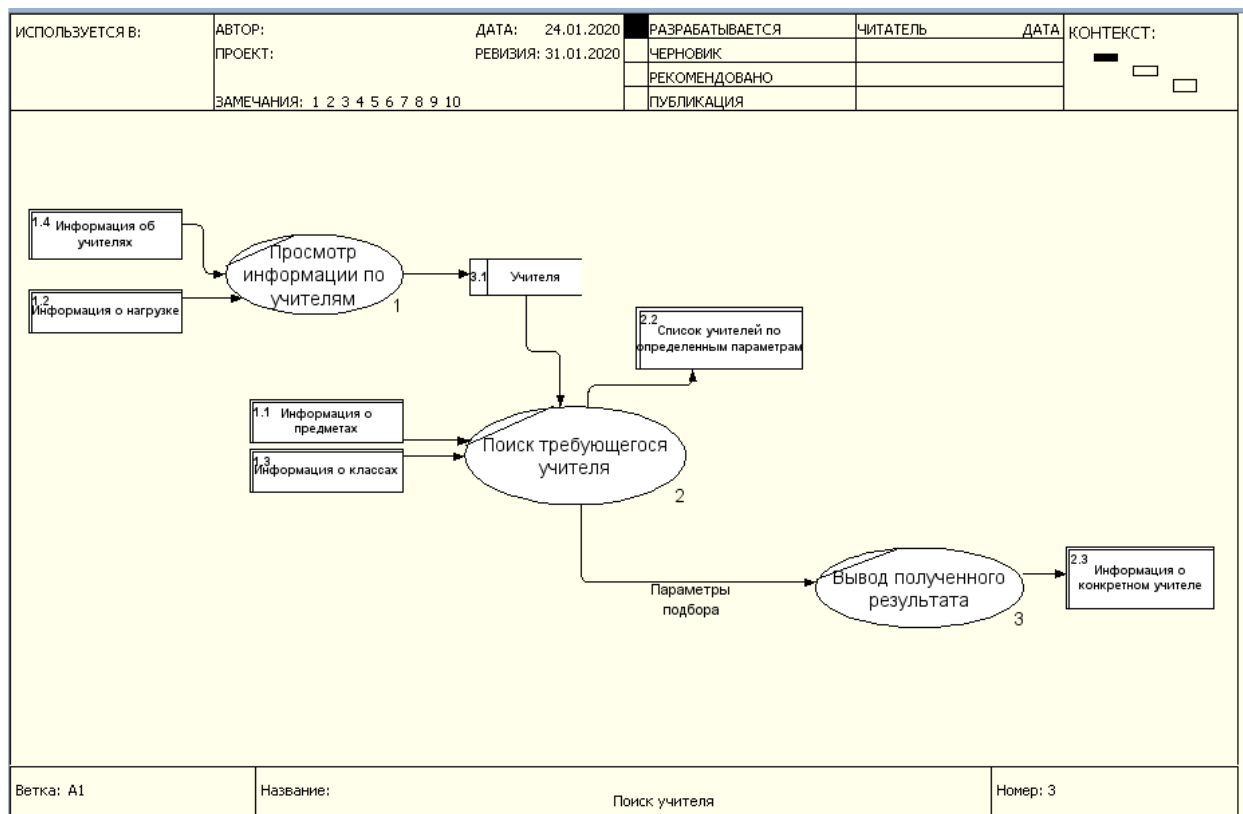 ИСПОЛЬЗУЕТСЯ В:
АВТОР:
ДАТА: 24.01.2020
ПРОЕКТ:
РЕВИЗИЯ: 31.01.2020
ЗАМЕЧАНИЯ: 1 2 3 4 5 6 7 8 9 10
РАЗРАБАТЫВАЕТСЯ
ЧЕРНОВИК
РЕКОМЕНДОВАНО
ПУБЛИКАЦИЯ
ЧИТАТЕЛЬ
ДАТА
КОНТЕКСТ:
1.4 Информация об
учителях
1.2
Информация о нагрузке
Просмотр
информации по
учителям
1
3.1 Учителя
2.2
Список учителей по
определенным параметрам
1.1 Информация о
предметах
1.3
Информация о классах
Поиск требующегося
учителя
2
Параметры
подбора
Вывод полученного
результата
3
2.3
Информация о
конкретном учителе
Ветка: A1
Название:
Поиск учителя
Номер: 3